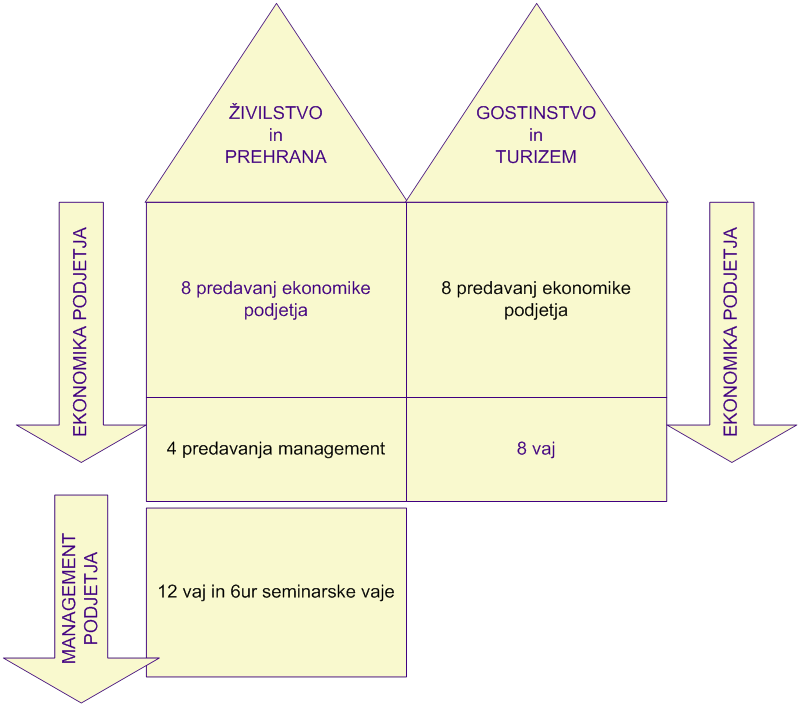 ŽIVILSTVO
in
PREHRANA
GOSTINSTVO
in
TURIZEM
EKONOMIKA PODJETJA
8 predavanj ekonomike
podjetja
8 predavanj ekonomike
podjetja
EKONOMIKA PODJETJA
4 predavanja management
8 vaj
MANAGEMENT
PODJETJA
12 vaj in 6ur seminarske vaje